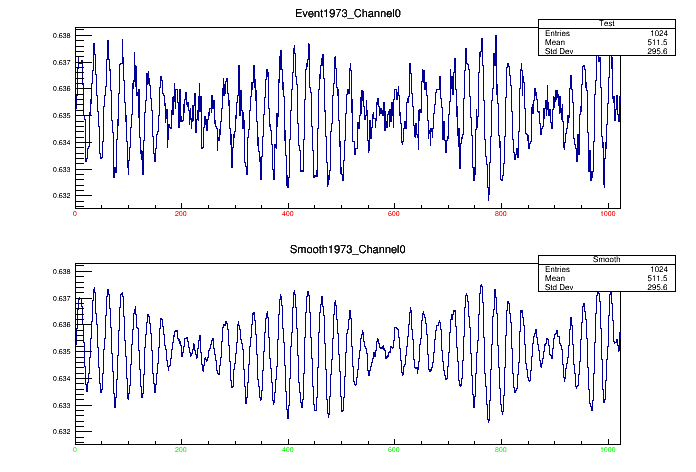 Event1973_Channel0
Test
Entries 1024
Mean 511.5
Std Dev 295.6
0.638
0.637
0.636
0.635
0.634
0.633
0.632
0 200 400 600 800 1000
Smooth1973_Channel0
Smooth
Entries 1024
Mean 511.5
Std Dev 295.6
0.638
0.637
0.636
0.635
0.634
0.633
0.632
0 200 400 600 800 1000